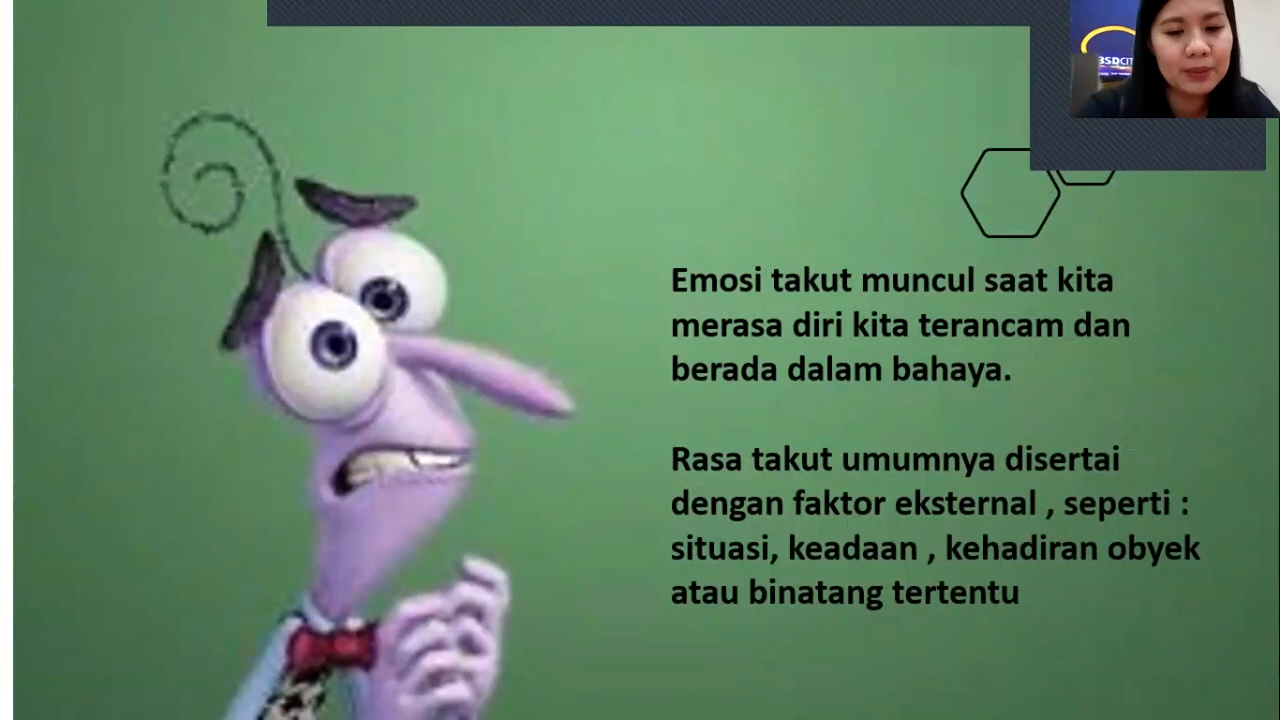 BSDCIT
Emosi takut muncul saat kita
merasa diri kita terancam dan
berada dalam bahaya.
Rasa takut umumnya disertai
dengan faktor eksternal , seperti :
situasi, keadaan , kehadiran obyek
atau binatang tertentu